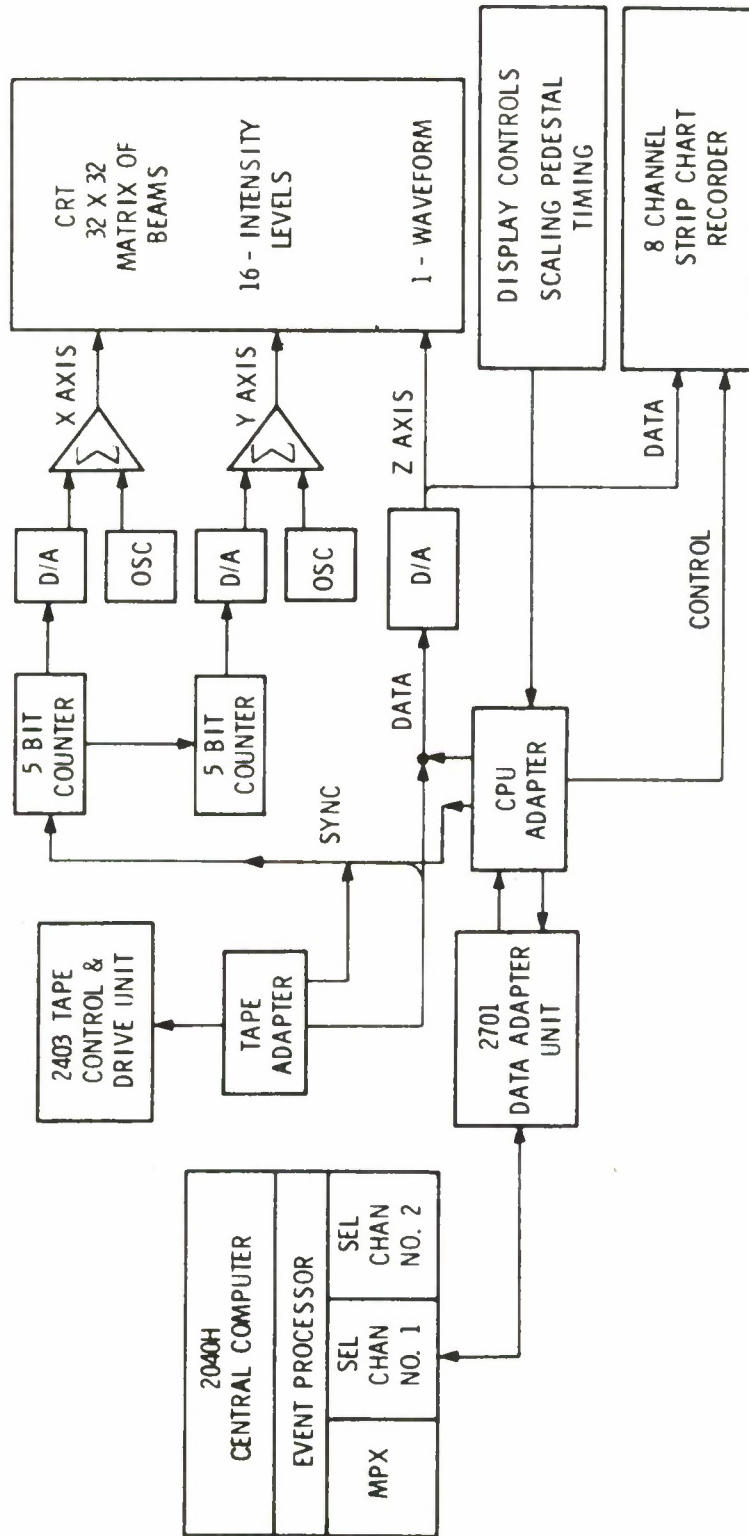 2040H
CENTRAL COMPUTER
EVENT PROCESSOR
MPX
SEL
CHAN
NO. 1
SEL
CHAN
NO. 2
2403 TAPE
CONTROL &
DRIVE UNIT
TAPE
ADAPTER
2701
DATA ADAPTER
UNIT
SYNC
5 BIT
COUNTER
5 BIT
COUNTER
CPU
ADAPTER
DATA
D/A
OSC
D/A
OSC
D/A
X AXIS
Σ
Y AXIS
Σ
Z AXIS
CONTROL
DATA
CRT
32 X 32
MATRIX OF
BEAMS
16 - INTENSITY
LEVELS
1 - WAVEFORM
DISPLAY CONTROLS
SCALING PEDESTAL
TIMING
8 CHANNEL
STRIP CHART
RECORDER